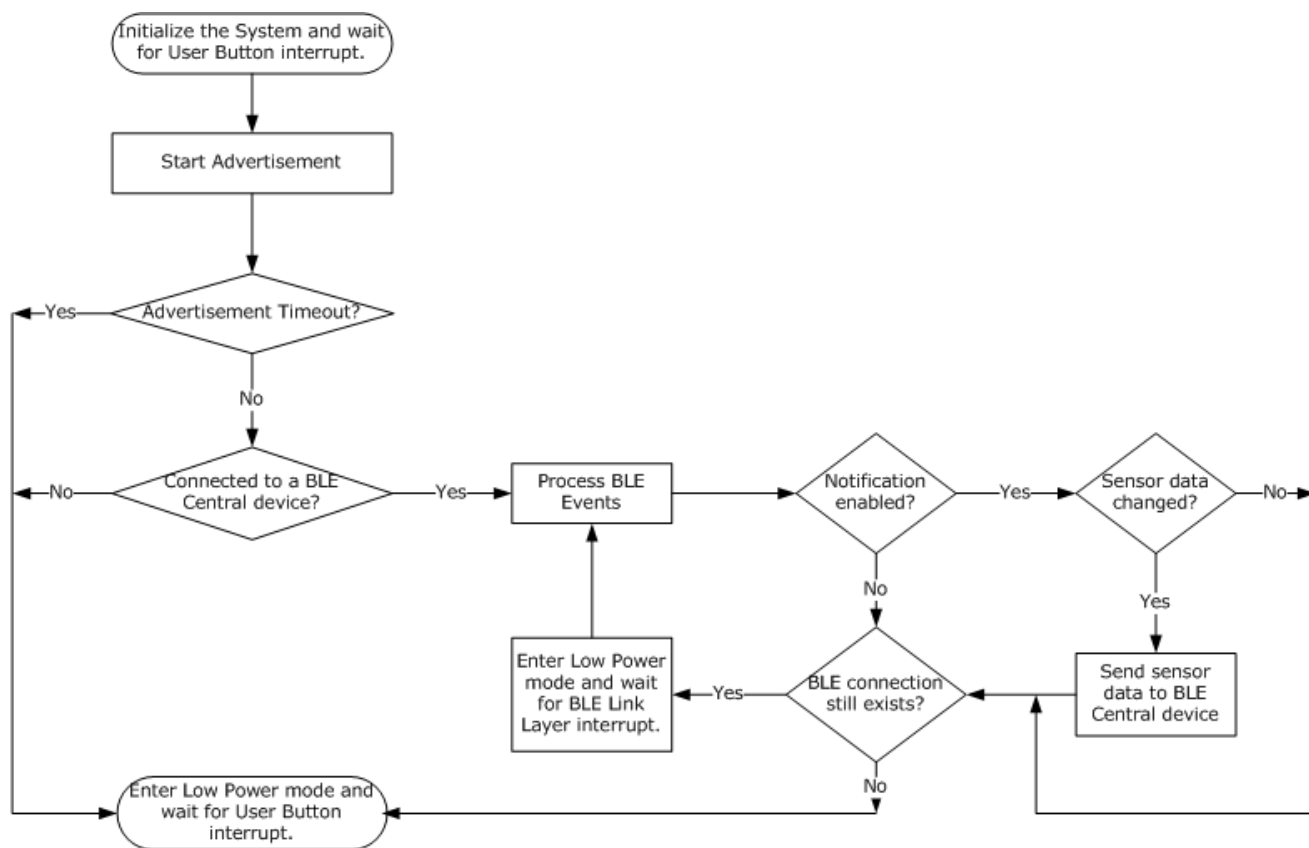 Initialize the System and wait
for User Button interrupt.
Start Advertisement
Yes
Advertisement Timeout?
No
No
Connected to a BLE
Central device?
Yes
Process BLE
Events
Notification
enabled?
Yes
Sensor data
changed?
No
No
Yes
Enter Low Power
mode and wait
for BLE Link
Layer interrupt.
Yes
BLE connection
still exists?
Send sensor
data to BLE
Central device
No
Enter Low Power mode and
wait for User Button
interrupt.